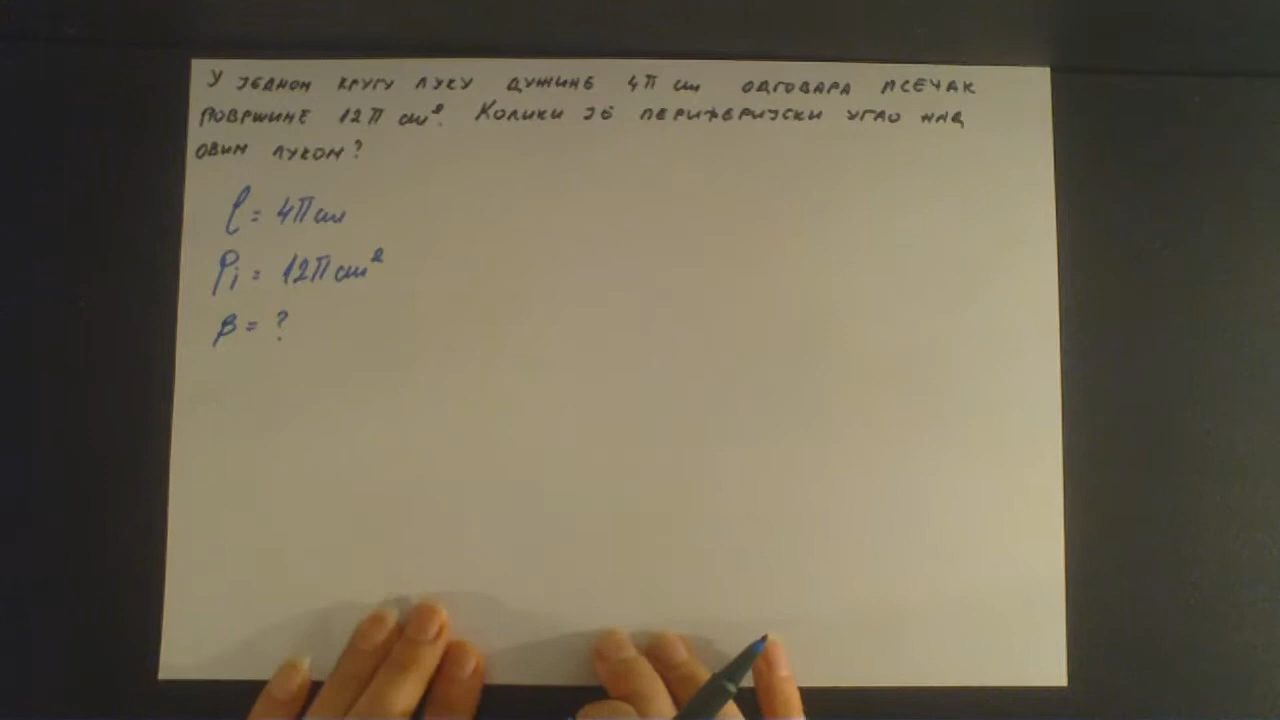 У ЈЕДНОМ КРУГУ ЛУКУ ДУЖИНЕ 4π cm ОДГОВАРА ИСЕЧАК
ПОВРШИНЕ 12π cm². КОЛИКИ ЈЕ ПЕРИФЕРИЈСКИ УГАО НАД
ОВИМ ЛУКОМ?
l = 4π cm
Pi = 12π cm²
β = ?